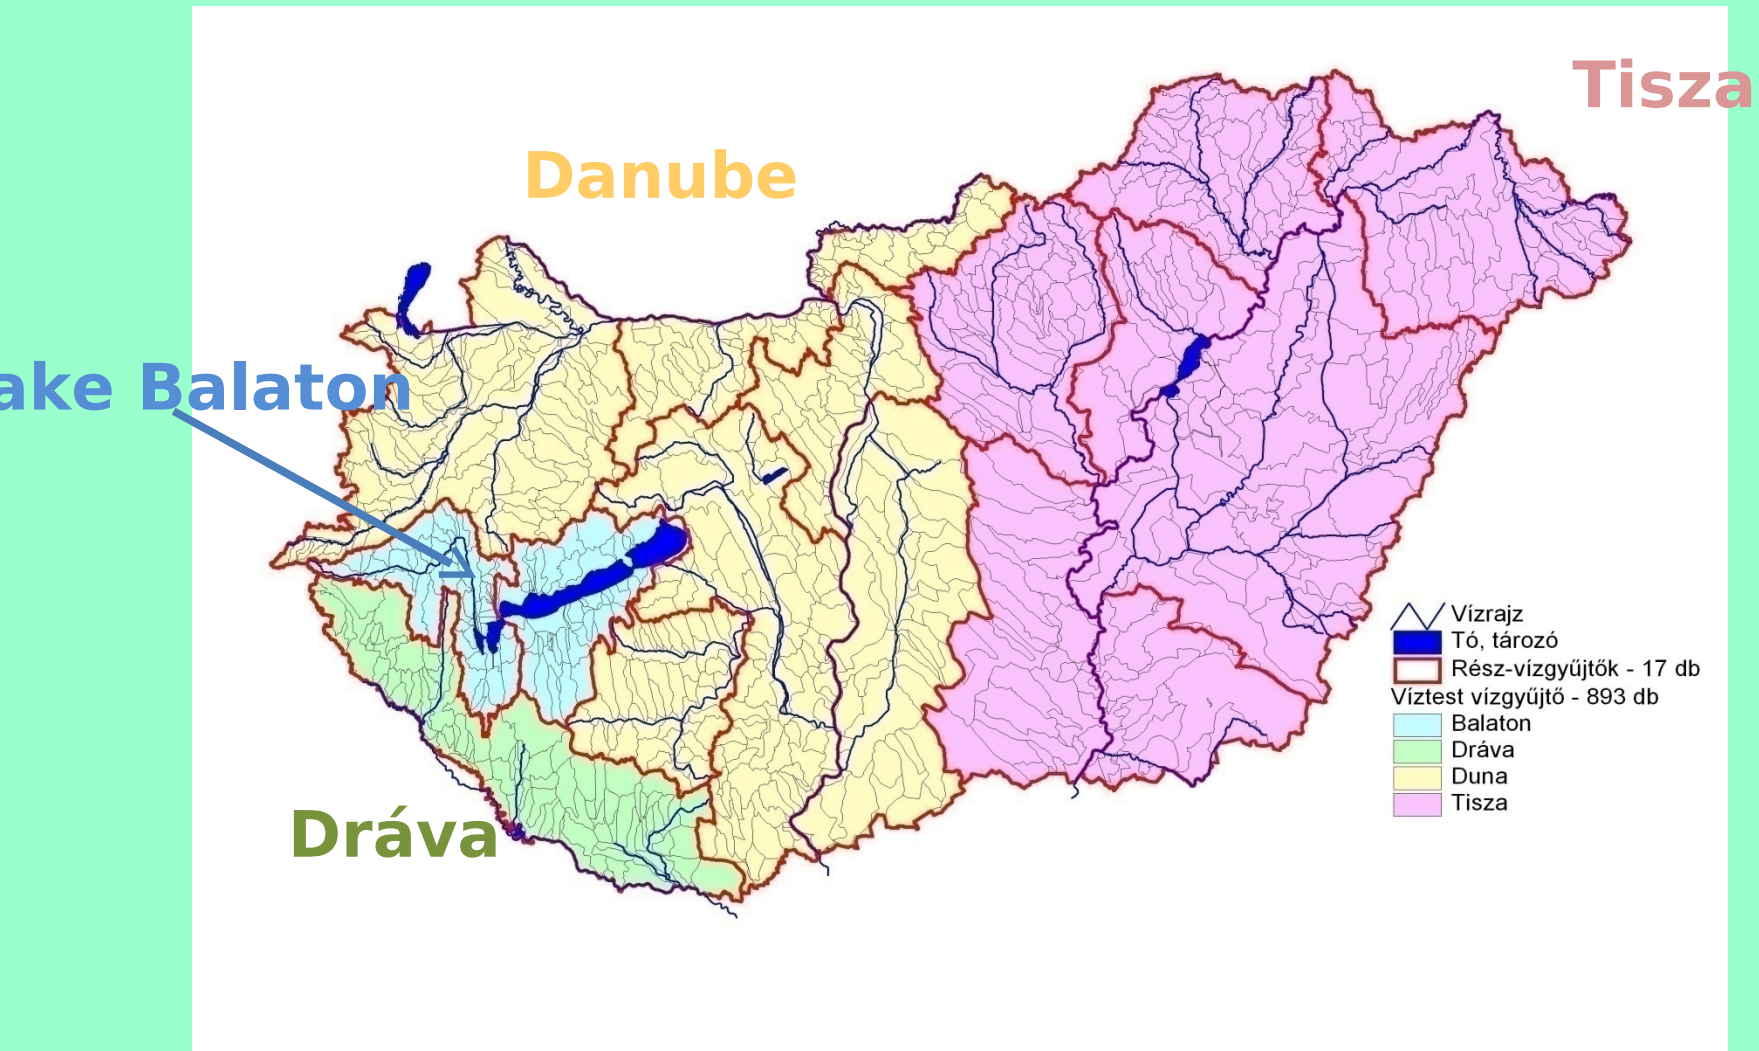 Tisza
Danube
ake Balaton
Dráva
Vízrajz
Tó, tározó
Rész-vízgyűjtők - 17 db
Víztest vízgyűjtő - 893 db
Balaton
Dráva
Duna
Tisza